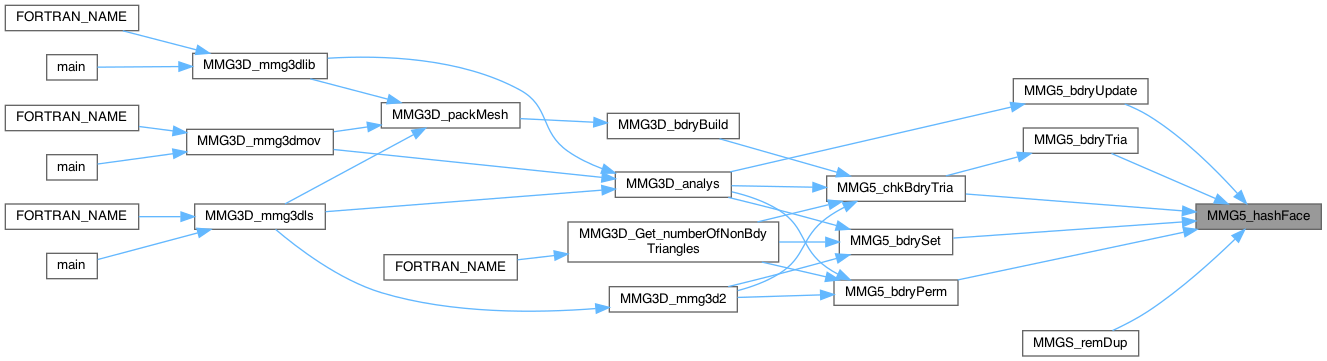 FORTRAN_NAME
main
MMG3D_mmg3dlib
FORTRAN_NAME
main
MMG3D_mmg3dmov
FORTRAN_NAME
main
MMG3D_mmg3dls
MMG3D_packMesh
FORTRAN_NAME
MMG3D_bdryBuild
MMG3D_analys
MMG3D_Get_numberOfNonBdy
Triangles
MMG3D_mmg3d2
MMG5_bdryUpdate
MMG5_bdryTria
MMG5_chkBdryTria
MMG5_bdrySet
MMG5_bdryPerm
MMGS_remDup
MMG5_hashFace